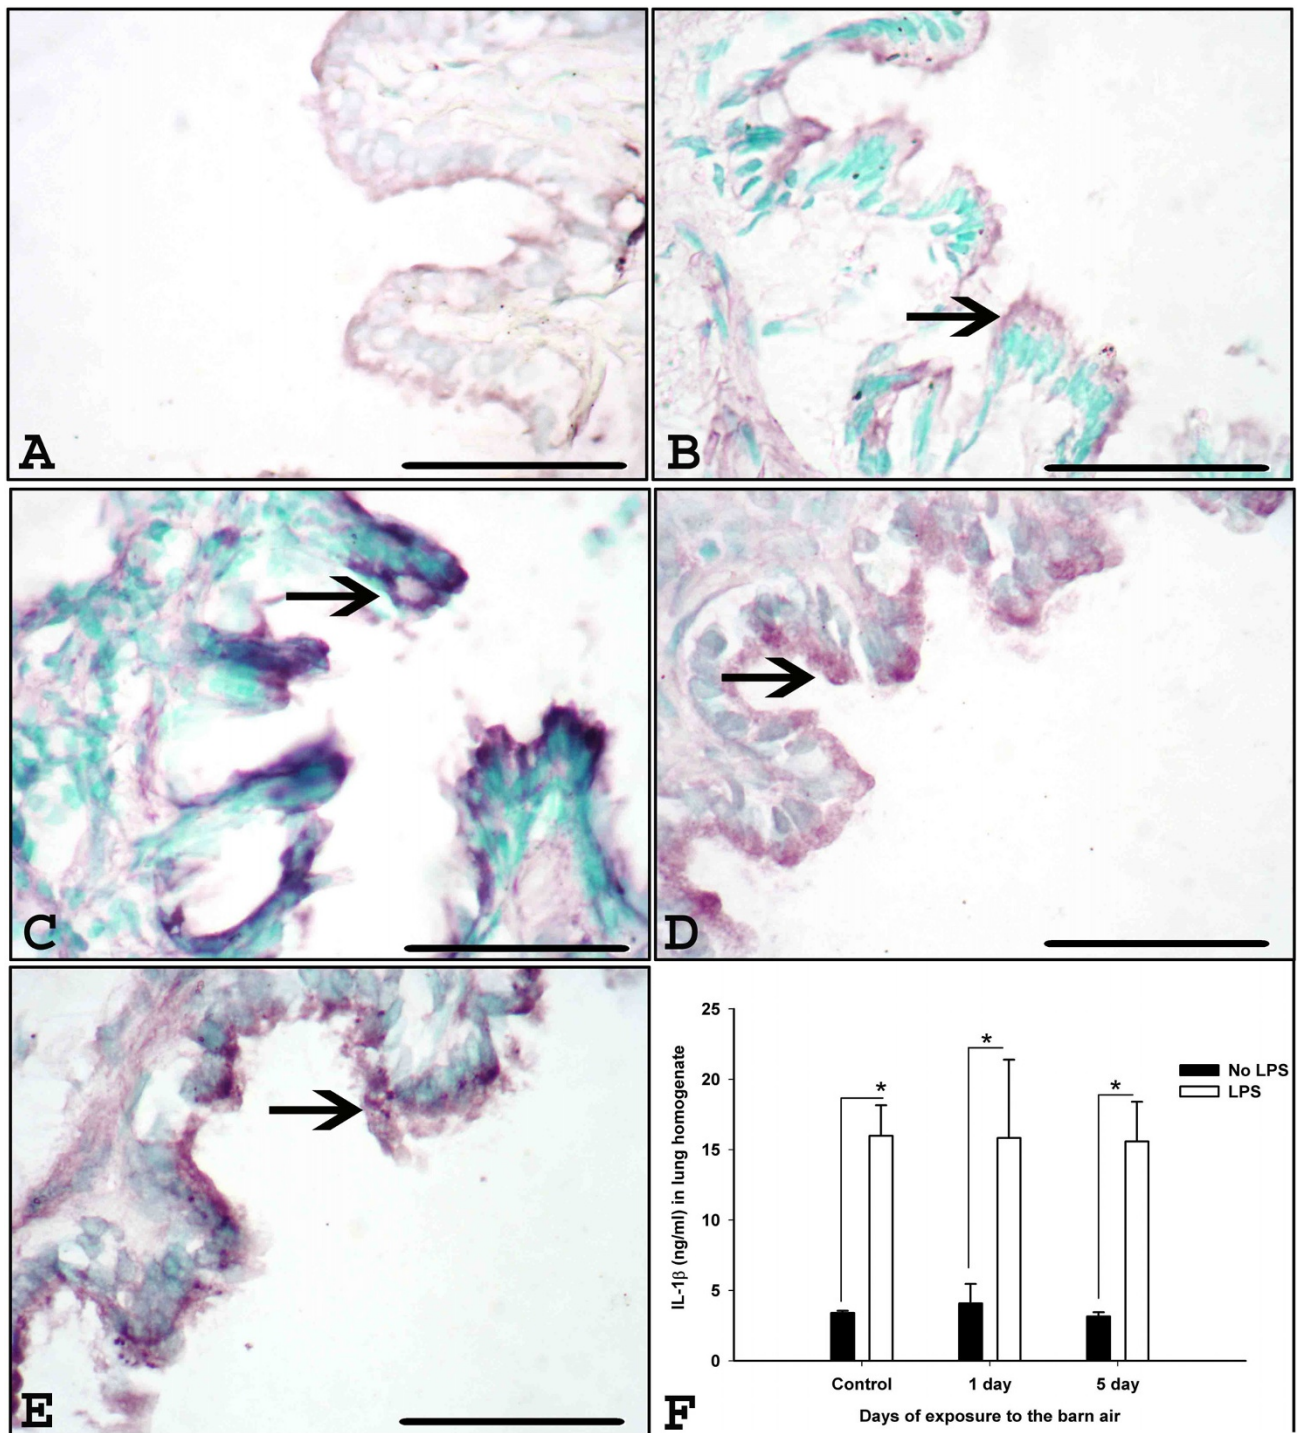 A
B
C
D
E
F
25
20
15
10
5
0
IL-1β (ng/ml) in lung homogenate
*
*
*
No LPS
LPS
Control
1 day
5 day
Days of exposure to the barn air